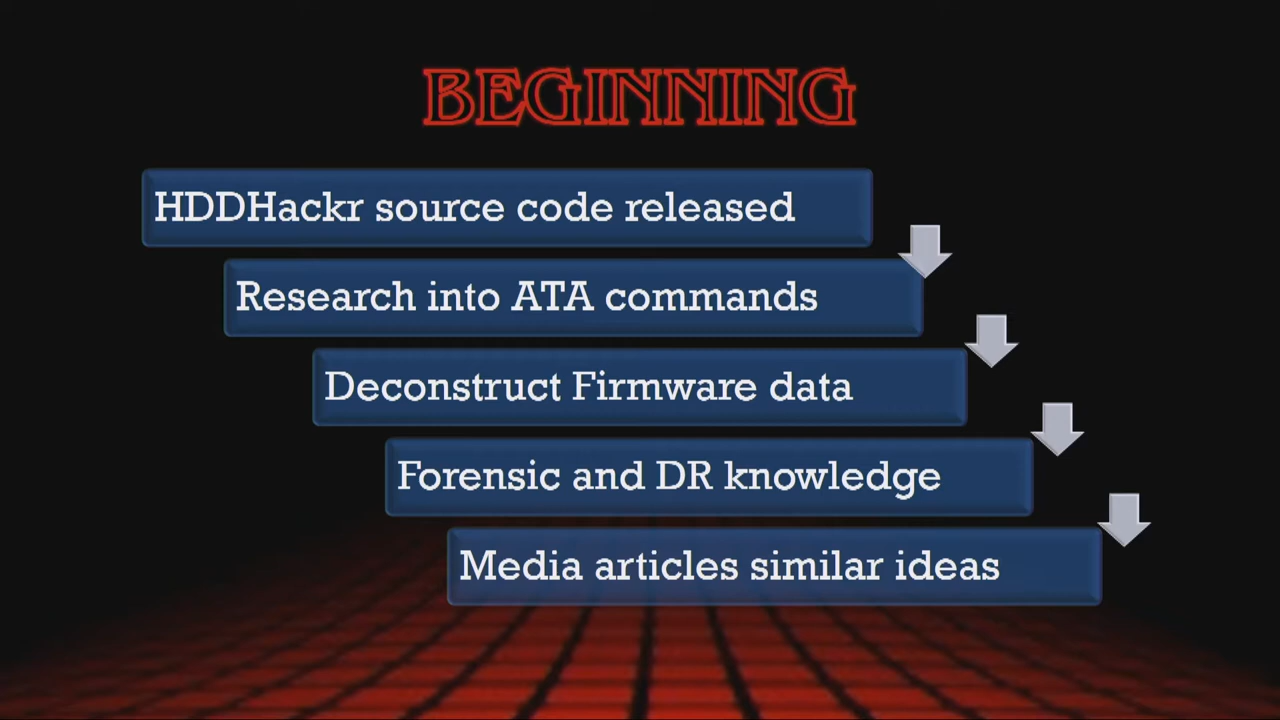 BEGINNING
HDDHackr source code released
Research into ATA commands
Deconstruct Firmware data
Forensic and DR knowledge
Media articles similar ideas